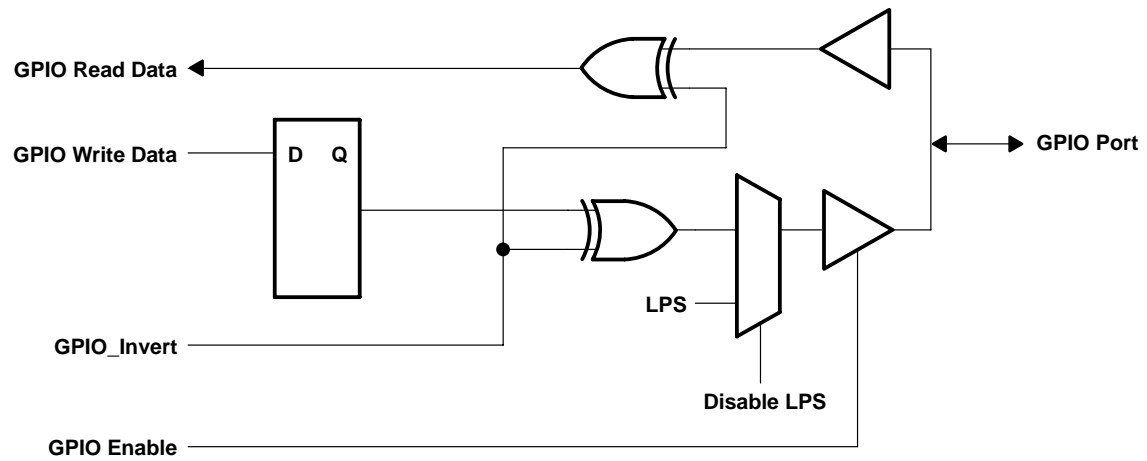 GPIO Read Data
GPIO Port
GPIO Write Data
D Q
LPS
GPIO_Invert
Disable LPS
GPIO Enable